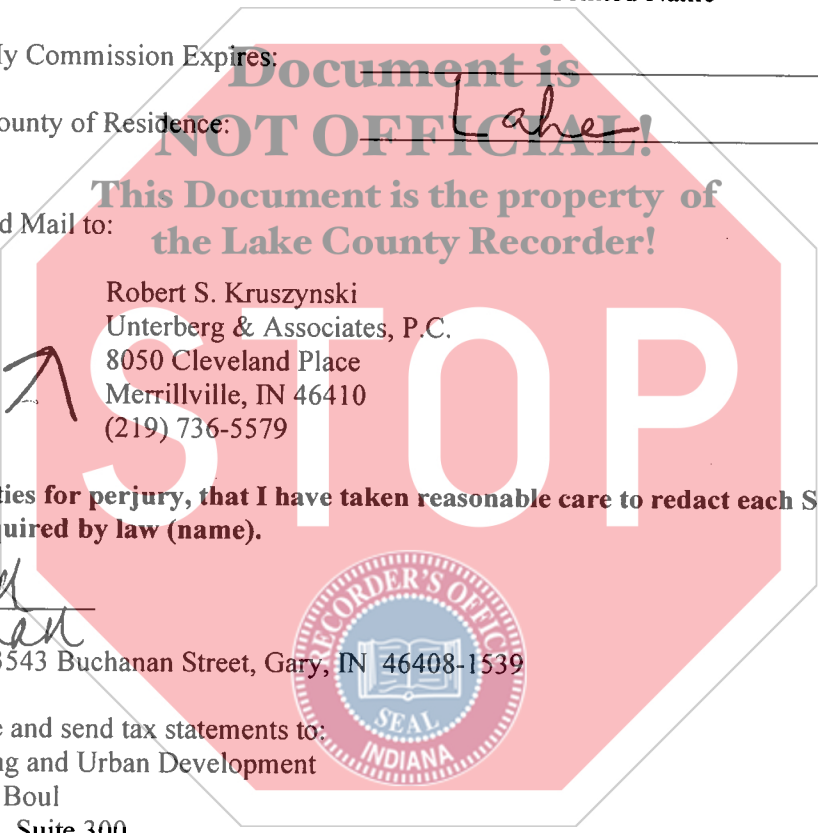 Printed Name
My Commission Expires:
Document is
County of Residence:
Lake
NOT OFFICIAL!
This Document is the property of
d Mail to:
the Lake County Recorder!
Robert S. Kruszynski
Unterberg & Associates, P.C.
8050 Cleveland Place
Merrillville, IN 46410
(219) 736-5579
STOP
ties for perjury, that I have taken reasonable care to redact each S
quired by law (name).
3543 Buchanan Street, Gary, IN 46408-1539
RECORDER'S OFFICE
SEAL
INDIANA
e and send tax statements to:
ng and Urban Development
Boul
Suite 300